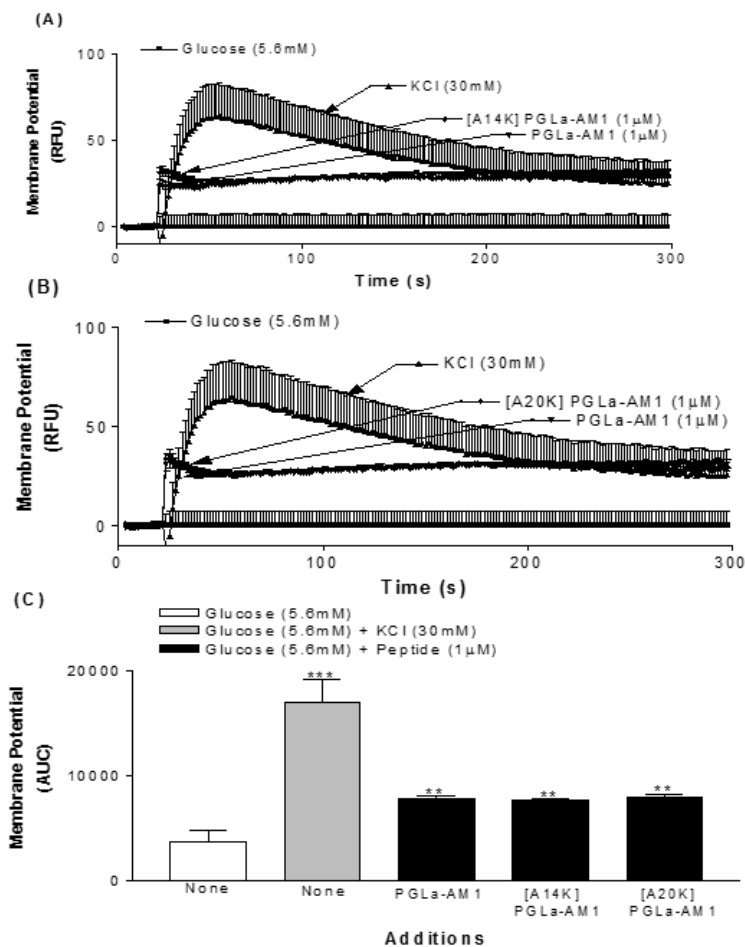 (A)
Glucose (5.6mM)
100
KCl (30mM)
[A14K] PGLa-AM1 (1µM)
PGLa-AM1 (1µM)
50
0
Membrane Potential
(RFU)
0 100 200 300
Time (s)
(B)
Glucose (5.6mM)
100
KCl (30mM)
[A20K] PGLa-AM1 (1µM)
PGLa-AM1 (1µM)
50
0
Membrane Potential
(RFU)
0 100 200 300
Time (s)
(C)
Glucose (5.6mM)
Glucose (5.6mM) + KCl (30mM)
Glucose (5.6mM) + Peptide (1µM)
20000
***
10000
** ** **
0
Membrane Potential
(AUC)
None None PGLa-AM1 [A14K] [A20K]
PGLa-AM1 PGLa-AM1
Additions